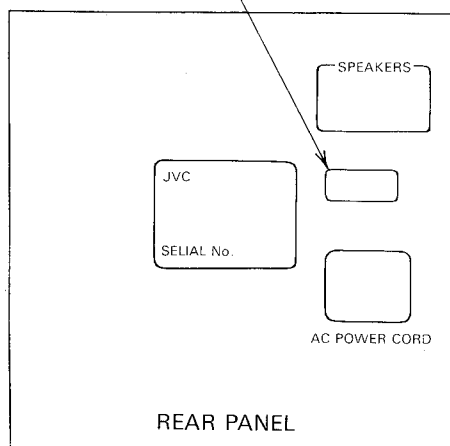 SPEAKERS
JVC
SELIAL No.
AC POWER CORD
REAR PANEL